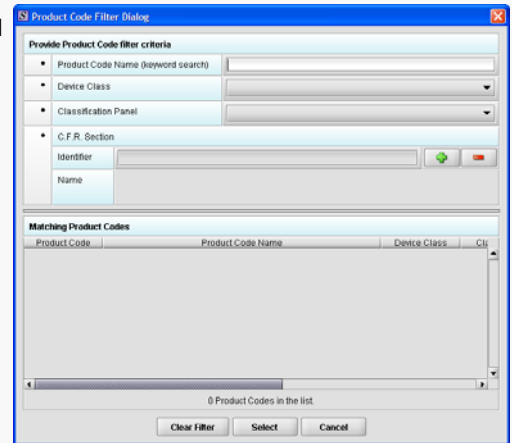 Product Code Filter Dialog
Provide Product Code filter criteria
Product Code Name (keyword search)
Device Class
Classification Panel
C.F.R. Section
Identifier
Name
Matching Product Codes
Product Code Product Code Name Device Class Cla
0 Product Codes in the list.
Clear Filter Select Cancel